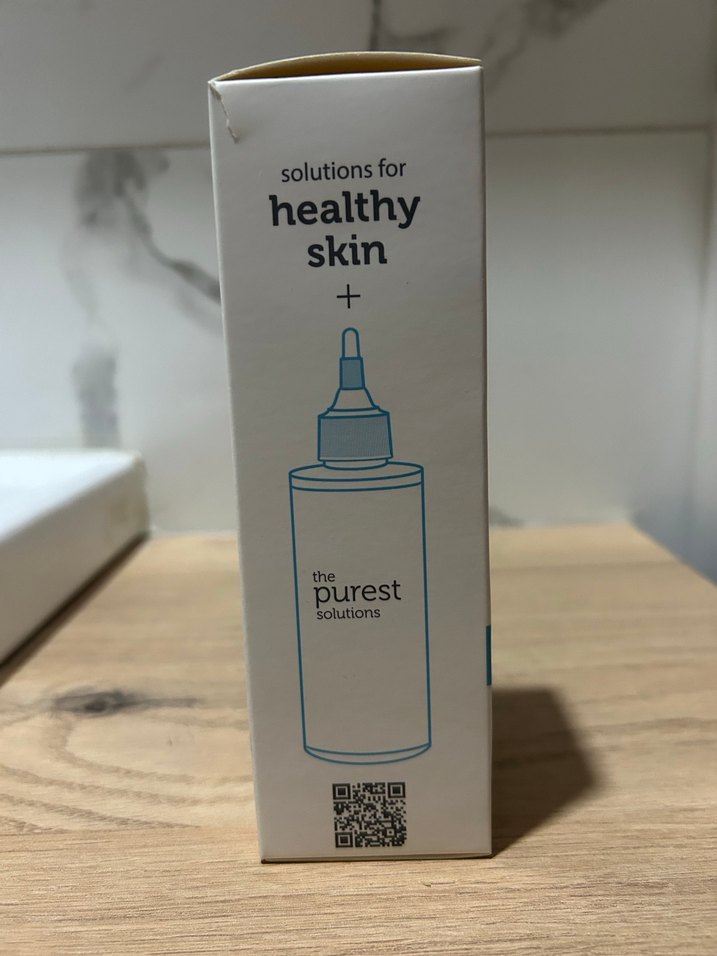 solutions for
healthy
skin
+
the
purest
solutions